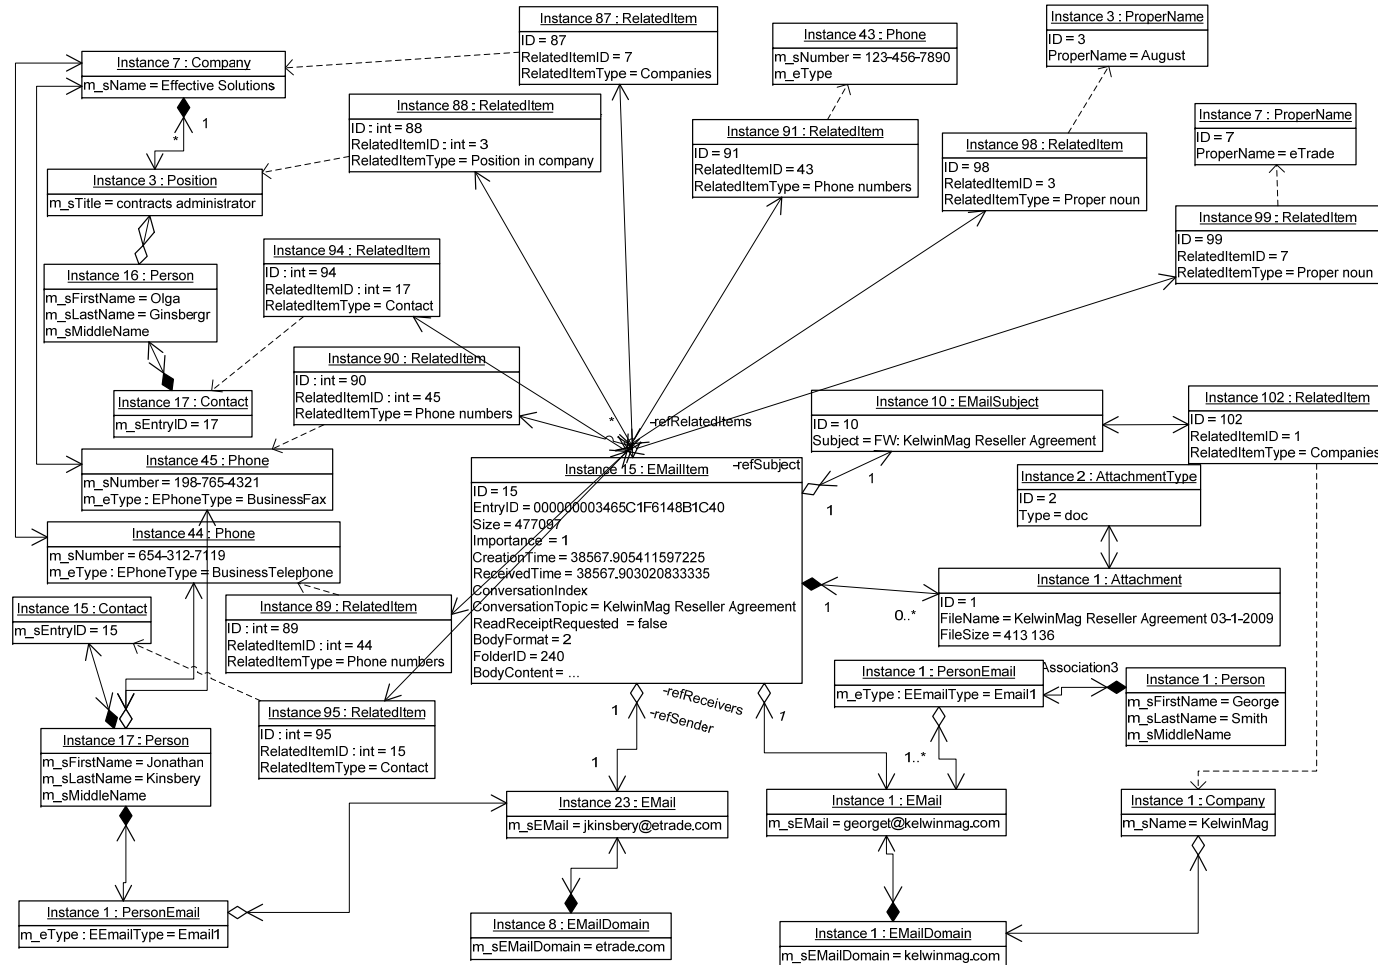 Instance 87 : RelatedItem
ID = 87
RelatedItemID = 7
RelatedItemType = Companies
Instance 3 : ProperName
ID = 3
ProperName = August
Instance 43 : Phone
m_sNumber = 123-456-7890
m_eType
Instance 7 : Company
m_sName = Effective Solutions
1
*
Instance 88 : RelatedItem
ID : int = 88
RelatedItemID : int = 3
RelatedItemType = Position in company
Instance 91 : RelatedItem
ID = 91
RelatedItemID = 43
RelatedItemType = Phone numbers
Instance 98 : RelatedItem
ID = 98
RelatedItemID = 3
RelatedItemType = Proper noun
Instance 7 : ProperName
ID = 7
ProperName = eTrade
Instance 3 : Position
m_sTitle = contracts administrator
Instance 99 : RelatedItem
ID = 99
RelatedItemID = 7
RelatedItemType = Proper noun
Instance 94 : RelatedItem
ID : int = 94
RelatedItemID : int = 17
RelatedItemType = Contact
Instance 16 : Person
m_sFirstName = Olga
m_sLastName = Ginsbergr
m_sMiddleName
Instance 90 : RelatedItem
ID : int = 90
RelatedItemID : int = 45
RelatedItemType = Phone numbers
Instance 17 : Contact
m_sEntryID = 17
*
-refRelatedItems
Instance 10 : EMailSubject
ID = 10
Subject = FW: KelwinMag Reseller Agreement
Instance 102 : RelatedItem
ID = 102
RelatedItemID = 1
RelatedItemType = Companies
Instance 45 : Phone
m_sNumber = 198-765-4321
m_eType : EPhoneType = BusinessFax
Instance 15 : EMailItem
-refSubject
1
1
ID = 15
EntryID = 000000003465C1F6148B1C40
Size = 477097
Importance = 1
CreationTime = 38567.905411597225
ReceivedTime = 38567.903020833335
ConversationIndex
ConversationTopic = KelwinMag Reseller Agreement
ReadReceiptRequested = false
BodyFormat = 2
FolderID = 240
BodyContent = ...
Instance 2 : AttachmentType
ID = 2
Type = doc
Instance 44 : Phone
m_sNumber = 654-312-7119
m_eType : EPhoneType = BusinessTelephone
Instance 1 : Attachment
ID = 1
FileName = KelwinMag Reseller Agreement 03-1-2009
FileSize = 413 136
1
0..*
Instance 15 : Contact
m_sEntryID = 15
Instance 89 : RelatedItem
ID : int = 89
RelatedItemID : int = 44
RelatedItemType = Phone numbers
Instance 1 : PersonEmail
m_eType : EEmailType = Email1
Association3
Instance 1 : Person
m_sFirstName = George
m_sLastName = Smith
m_sMiddleName
Instance 95 : RelatedItem
ID : int = 95
RelatedItemID : int = 15
RelatedItemType = Contact
1
-refReceivers
-refSender
1
1
1..*
Instance 17 : Person
m_sFirstName = Jonathan
m_sLastName = Kinsbery
m_sMiddleName
Instance 23 : EMail
m_sEMail = jkinsbery@etrade.com
Instance 1 : EMail
m_sEMail = georget@kelwinmag.com
Instance 1 : Company
m_sName = KelwinMag
Instance 1 : PersonEmail
m_eType : EEmailType = Email1
Instance 8 : EMailDomain
m_sEMailDomain = etrade.com
Instance 1 : EMailDomain
m_sEMailDomain = kelwinmag.com